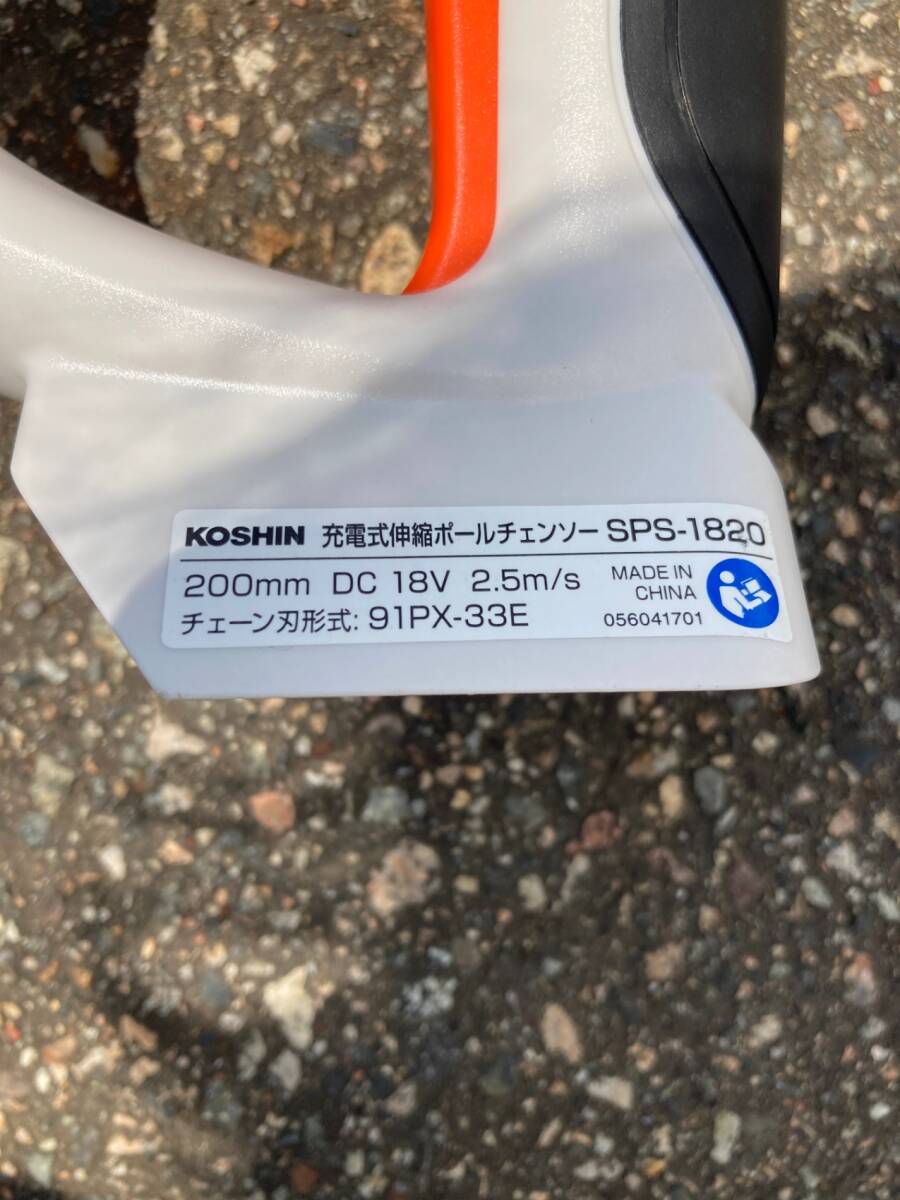 KOSHIN 充電式伸縮ポールチェンソー SPS-1820
200mm DC 18V 2.5m/s
チェーン刃形式: 91PX-33E
MADE IN
CHINA
056041701